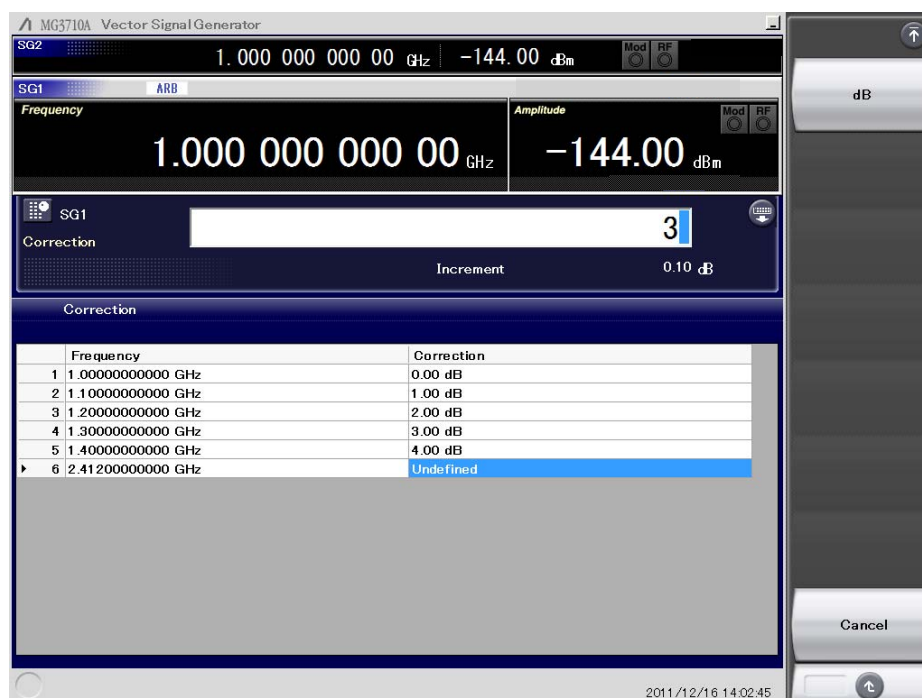 MG3710A Vector Signal Generator
SG2 1. 000 000 000 00 GHz −144. 00 dBm Mod RF
SG1 ARB
Frequency Amplitude Mod RF
1.000 000 000 00 GHz −144.00 dBm
SG1
3
Correction
Increment 0.10 dB
Correction
Frequency Correction
1 1.00000000000 GHz 0.00 dB
2 1.10000000000 GHz 1.00 dB
3 1.20000000000 GHz 2.00 dB
4 1.30000000000 GHz 3.00 dB
5 1.40000000000 GHz 4.00 dB
6 2.41200000000 GHz Undefined
2011/12/16 14:02:45
dB
Cancel